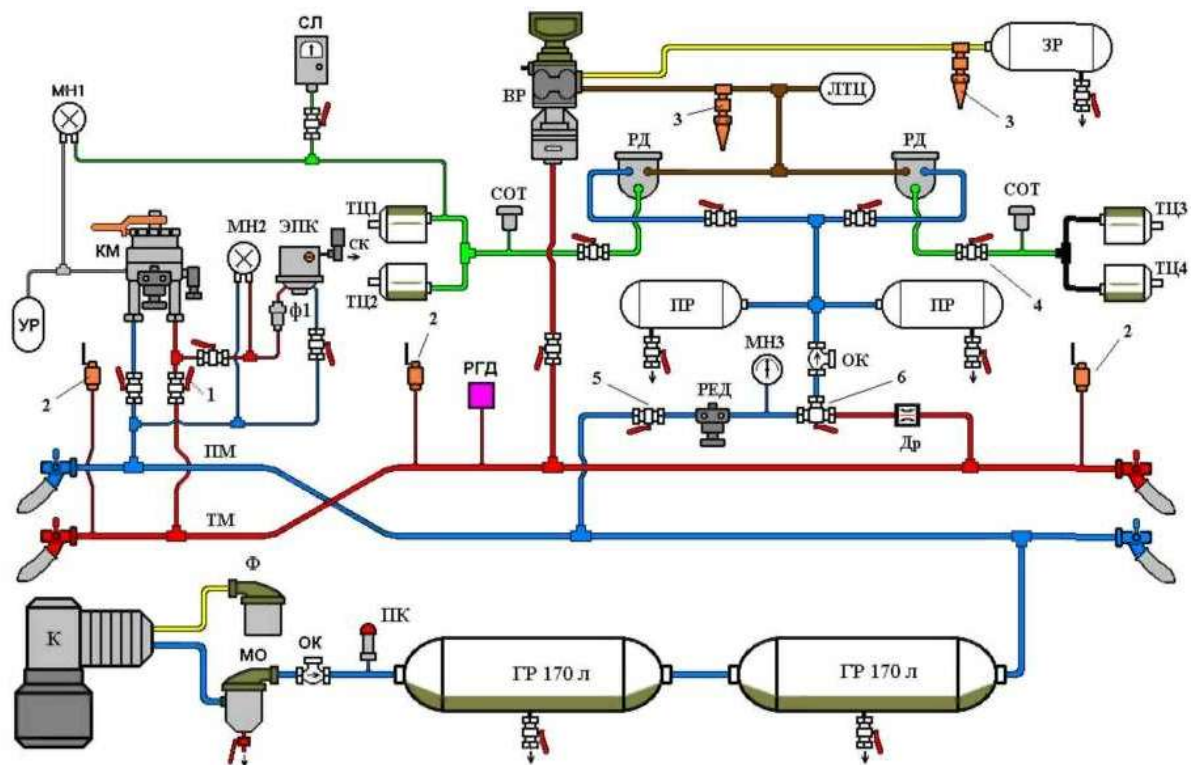 СЛ
МН1
ВР
ЗР
ЛТЦ
3
3
РД
РД
СОТ
СОТ
ТЦ1
ТЦ2
ТЦ3
ТЦ4
4
КМ
МН2
ЭПК
СК
ф1
УР
ПР
ПР
МН3
ОК
2
2
2
1
РГД
5
РЕД
6
Др
ПМ
ТМ
Ф
К
МО
ОК
ПК
ГР 170 л
ГР 170 л